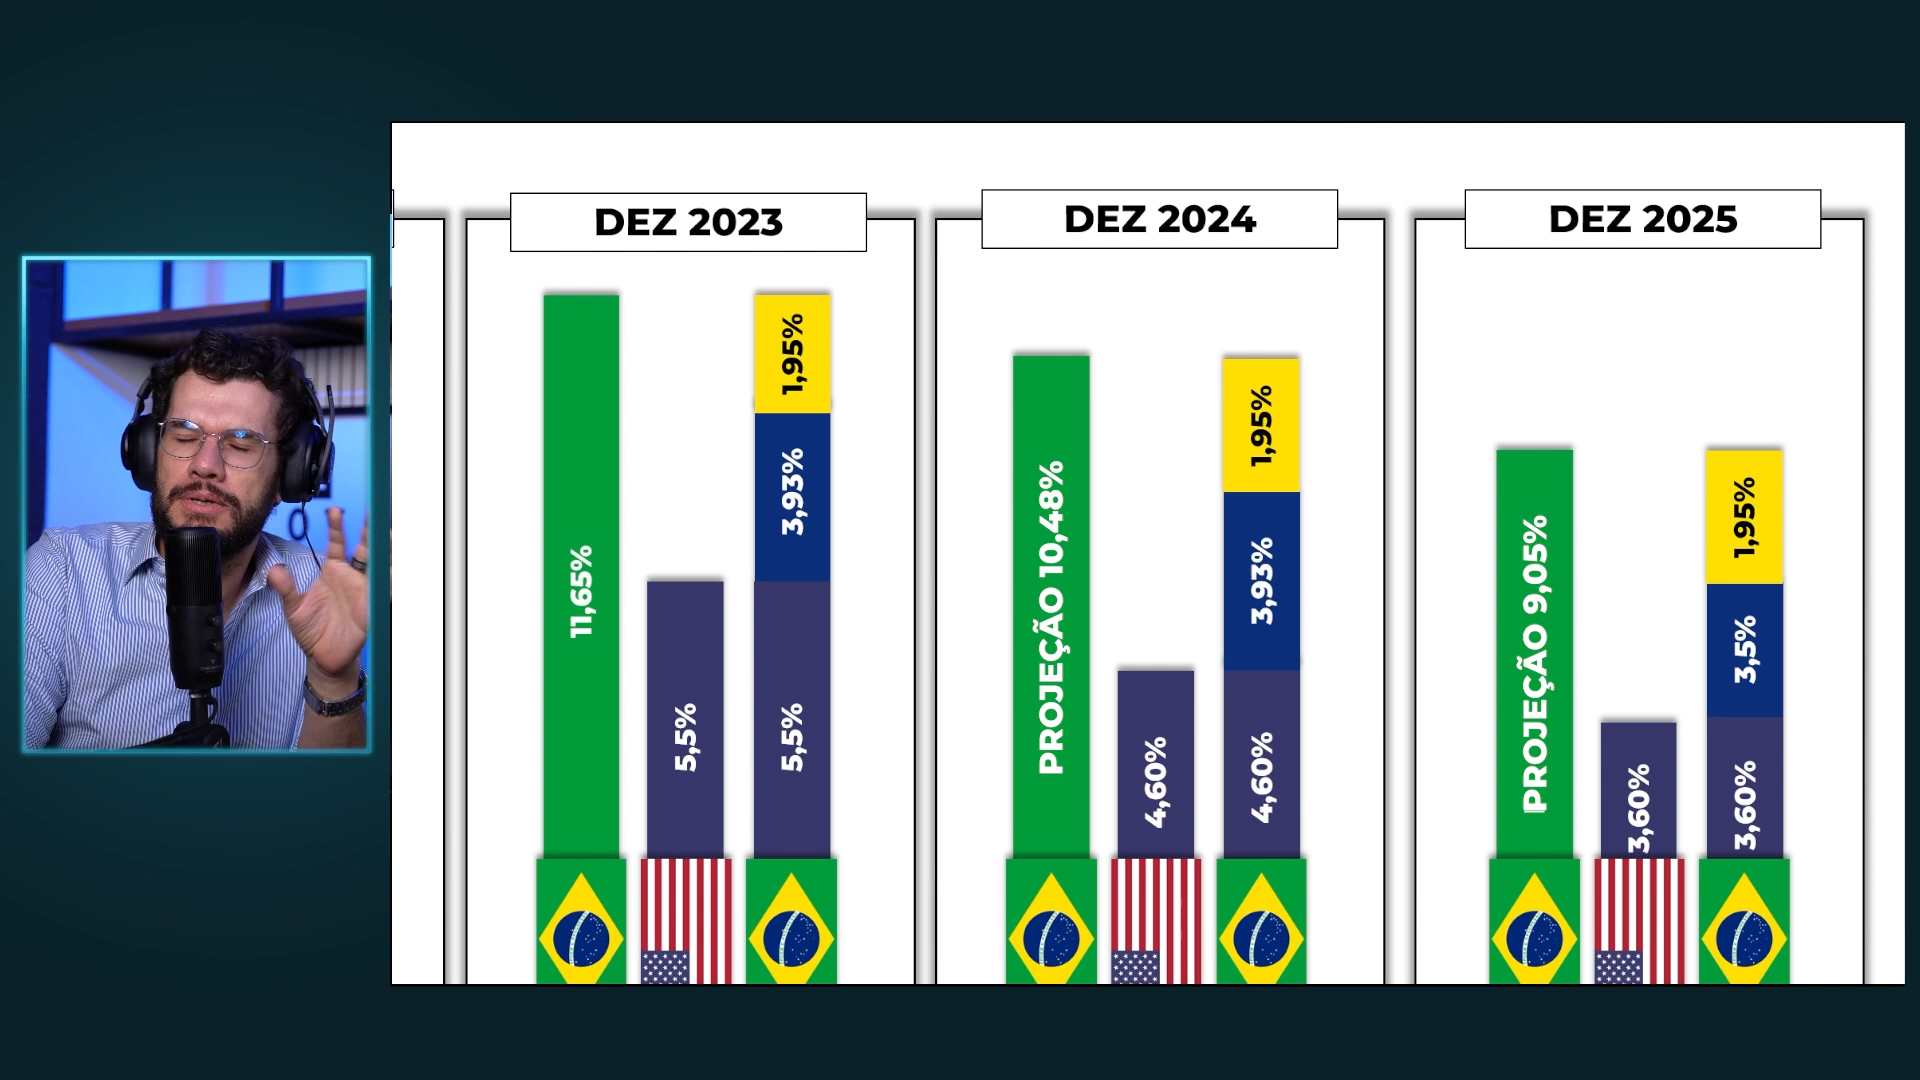 DEZ 2023
11,65%
5,5%
1,95%
3,93%
5,5%
DEZ 2024
PROJEÇÃO 10,48%
4,60%
1,95%
3,93%
4,60%
DEZ 2025
PROJEÇÃO 9,05%
3,60%
1,95%
3,5%
3,60%